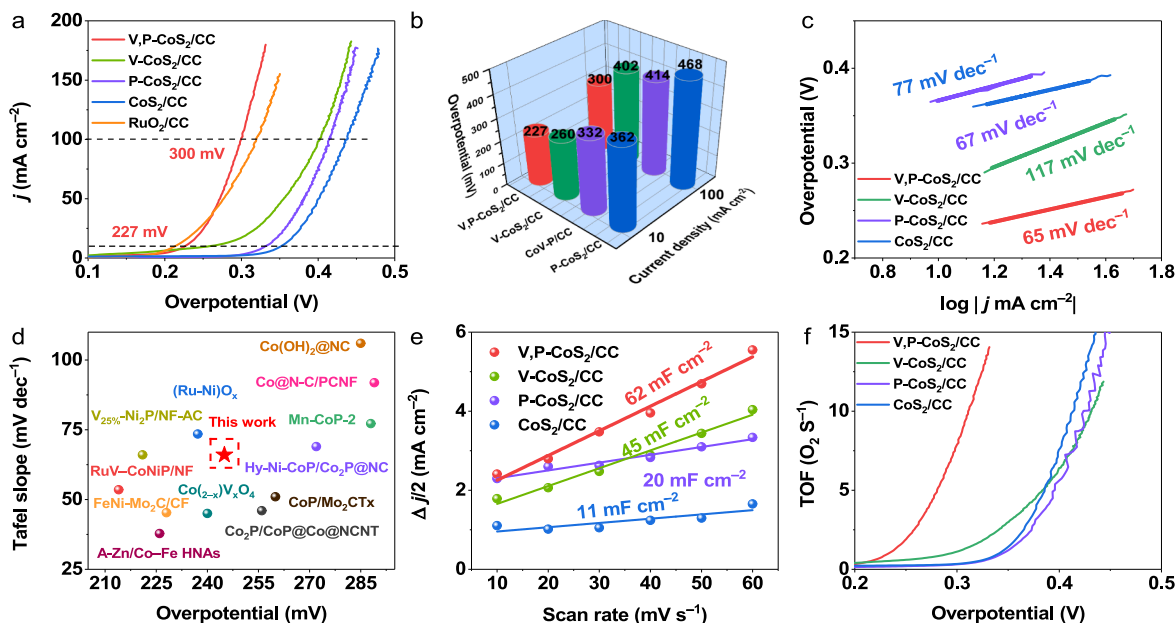 a
200
150
100
50
0
j (mA cm⁻²)
V,P-CoS₂/CC
V-CoS₂/CC
P-CoS₂/CC
CoS₂/CC
RuO₂/CC
300 mV
227 mV
0.1 0.2 0.3 0.4 0.5
Overpotential (V)
b
500
400
300
200
100
0
Overpotential (mV)
300 402 414 468
227 260 332 362
V,P-CoS₂/CC
V-CoS₂/CC
CoV-P/CC
P-CoS₂/CC
10
100
Current density (mA cm⁻²)
c
0.4
0.3
0.2
Overpotential (V)
77 mV dec⁻¹
67 mV dec⁻¹
117 mV dec⁻¹
65 mV dec⁻¹
V,P-CoS₂/CC
V-CoS₂/CC
P-CoS₂/CC
CoS₂/CC
0.8 1.0 1.2 1.4 1.6 1.8
log | j mA cm⁻²|
d
100
75
50
25
Tafel slope (mV dec⁻¹)
Co(OH)₂@NC
(Ru-Ni)Oₓ
Co@N-C/PCNF
V₂₅%-Ni₂P/NF-AC
This work
Mn-CoP-2
RuV–CoNiP/NF
Hy-Ni-CoP/Co₂P@NC
FeNi-Mo₂C/CF
Co₍₂₋ₓ₎VₓO₄
CoP/Mo₂CTx
Co₂P/CoP@Co@NCNT
A-Zn/Co–Fe HNAs
210 225 240 255 270 285
Overpotential (mV)
e
6
4
2
0
Δ j/2 (mA cm⁻²)
V,P-CoS₂/CC
V-CoS₂/CC
P-CoS₂/CC
CoS₂/CC
62 mF cm⁻²
45 mF cm⁻²
20 mF cm⁻²
11 mF cm⁻²
10 20 30 40 50 60
Scan rate (mV s⁻¹)
f
15
10
5
0
TOF (O₂ S⁻¹)
V,P-CoS₂/CC
V-CoS₂/CC
P-CoS₂/CC
CoS₂/CC
0.2 0.3 0.4 0.5
Overpotential (V)